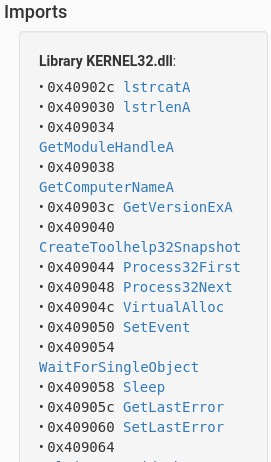 Imports
Library KERNEL32.dll:
• 0x40902c lstrcatA
• 0x409030 lstrlenA
• 0x409034
GetModuleHandleA
• 0x409038
GetComputerNameA
• 0x40903c GetVersionExA
• 0x409040
CreateToolhelp32Snapshot
• 0x409044 Process32First
• 0x409048 Process32Next
• 0x40904c VirtualAlloc
• 0x409050 SetEvent
• 0x409054
WaitForSingleObject
• 0x409058 Sleep
• 0x40905c GetLastError
• 0x409060 SetLastError
• 0x409064